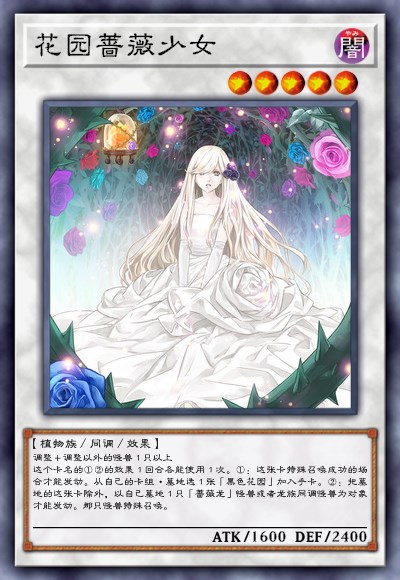 花园蔷薇少女
やみ
闇
【植物族／同调／效果】
调整＋调整以外的怪兽1只以上
这个卡名的①②的效果1回合各能使用1次。①：这张卡特殊召唤成功的场
合才能发动。从自己的卡组·墓地选1张「黑色花园」加入手卡。②：把墓
地的这张卡除外，以自己墓地1只「蔷薇龙」怪兽或者龙族同调怪兽为对象
才能发动。那只怪兽特殊召唤。
ATK/1600 DEF/2400